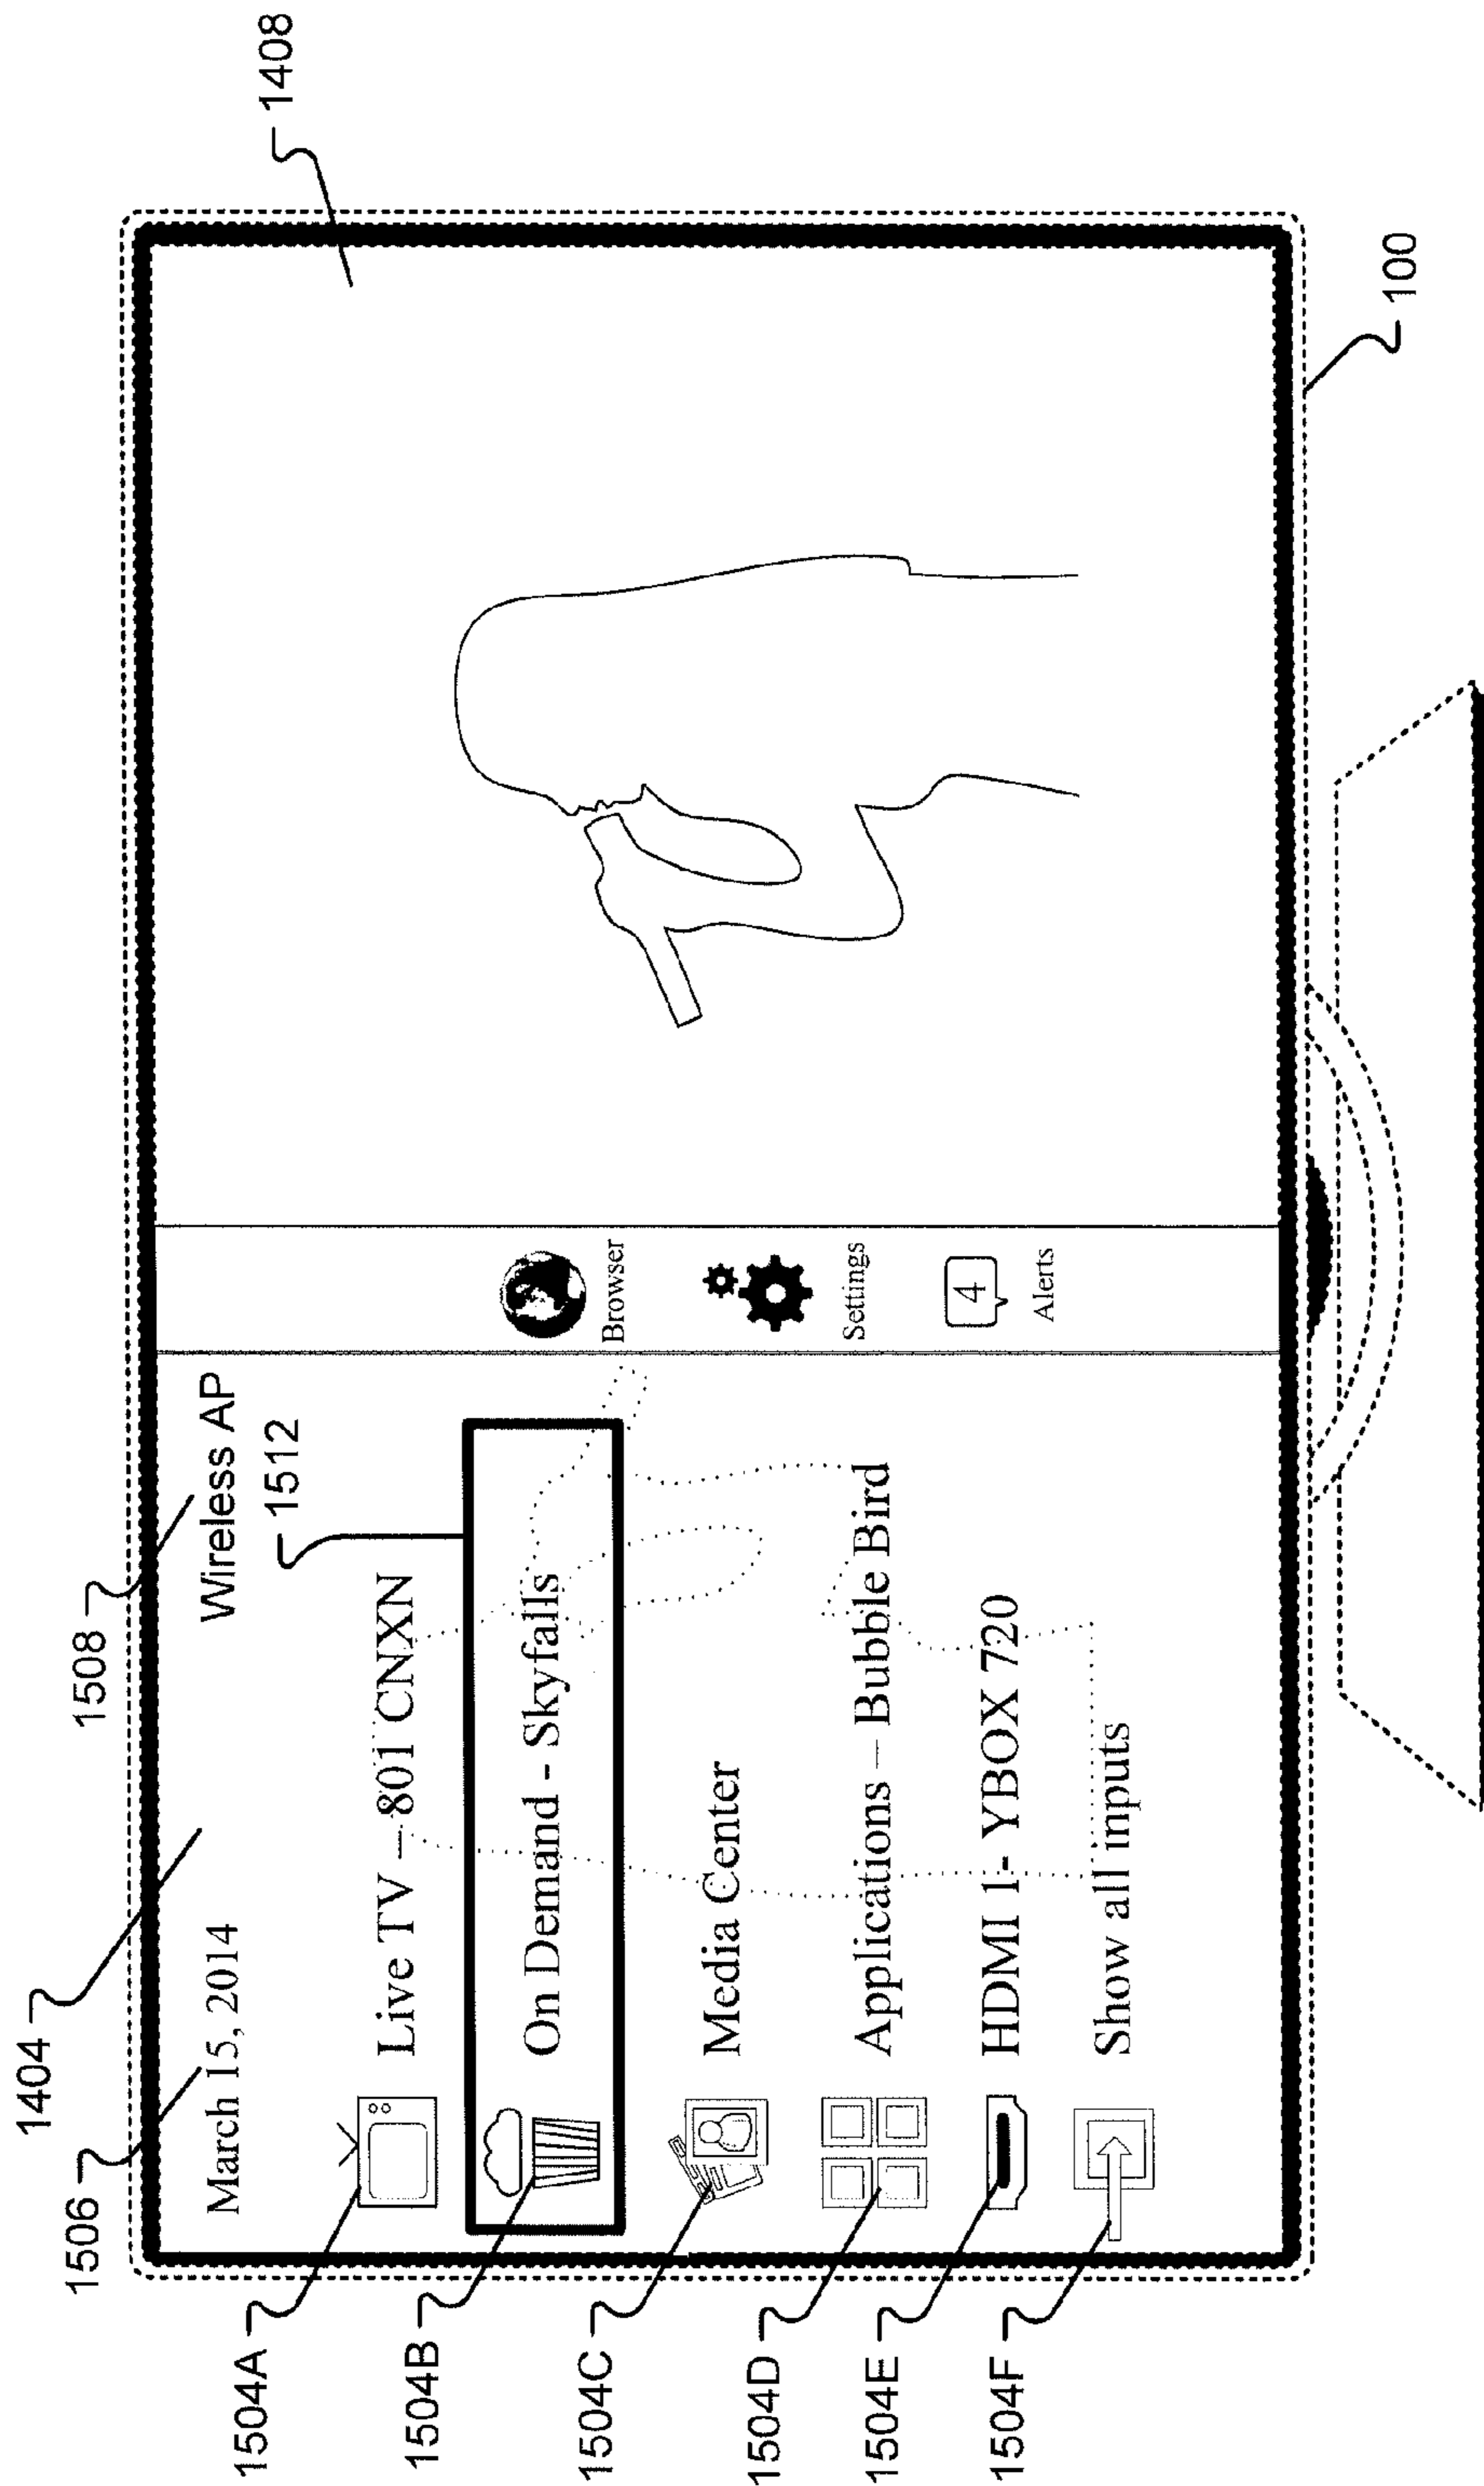 1404
1506
1508
1408
March 15, 2014
Wireless AP
1512
1504A
Live TV – 801 CNXN
1504B
On Demand - Skyfalls
Browser
1504C
Media Center
Settings
1504D
Applications – Bubble Bird
4
Alerts
1504E
HDMI 1- YBOX 720
1504F
Show all inputs
100